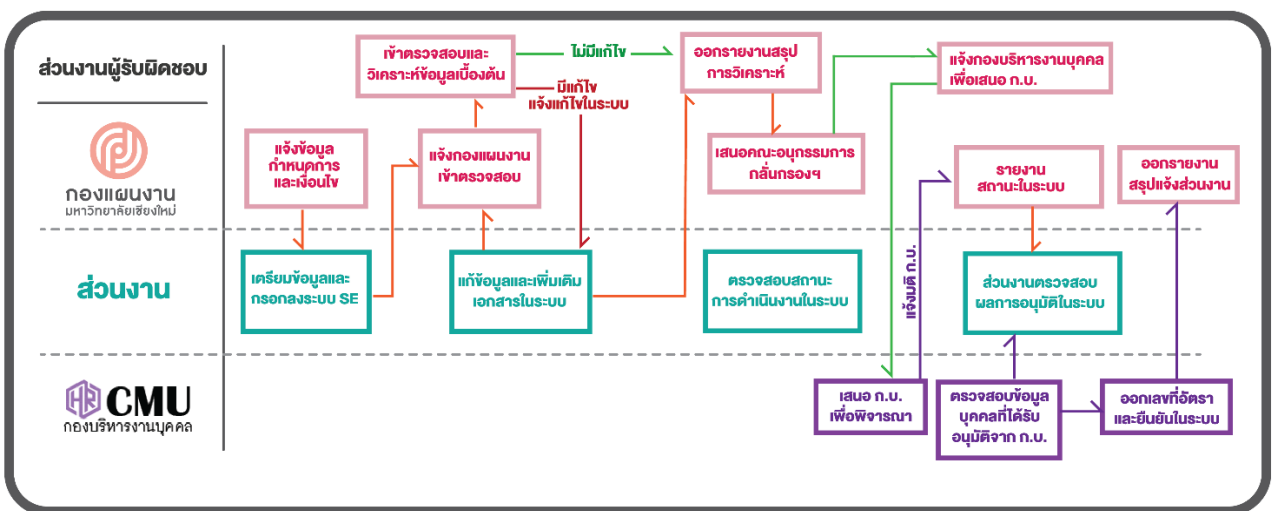 ส่วนงานผู้รับผิดชอบ
กองแผนงาน
มหาวิทยาลัยเชียงใหม่
เข้าตรวจสอบและ
วิเคราะห์ข้อมูลเบื้องต้น
ไม่มีแก้ไข
มีแก้ไข
แจ้งแก้ไขในระบบ
ออกรายงานสรุป
การวิเคราะห์
แจ้งกองบริหารงานบุคคล
เพื่อเสนอ ก.บ.
แจ้งข้อมูล
กำหนดการ
และเงื่อนไข
แจ้งกองแผนงาน
เข้าตรวจสอบ
เสนอคณะอนุกรรมการ
กลั่นกรองฯ
รายงาน
สถานะในระบบ
ออกรายงาน
สรุปแจ้งส่วนงาน
ส่วนงาน
เตรียมข้อมูลและ
กรอกลงระบบ SE
แก้ข้อมูลและเพิ่มเติม
เอกสารในระบบ
ตรวจสอบสถานะ
การดำเนินงานในระบบ
แจ้งมติ ก.บ.
ส่วนงานตรวจสอบ
ผลการอนุมัติในระบบ
HR CMU
กองบริหารงานบุคคล
เสนอ ก.บ.
เพื่อพิจารณา
ตรวจสอบข้อมูล
บุคคลที่ได้รับ
อนุมัติจาก ก.บ.
ออกเลขที่อัตรา
และยืนยันในระบบ